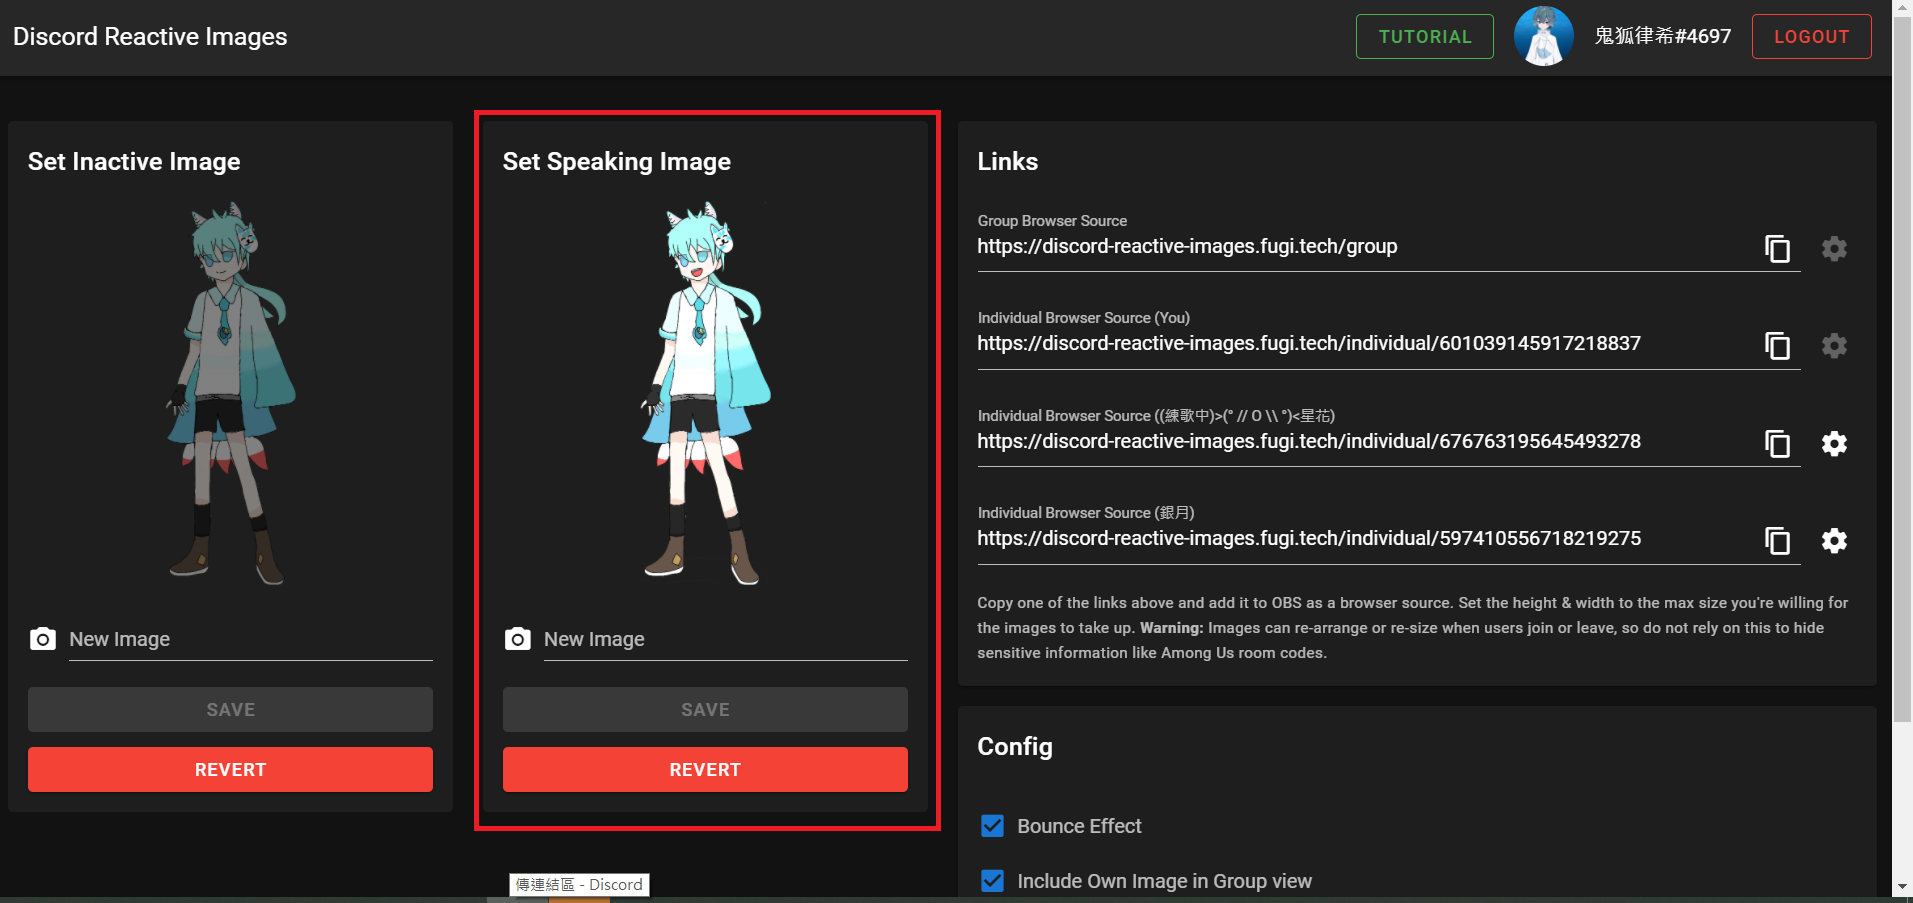 Discord Reactive Images
TUTORIAL
鬼狐律希#4697
LOGOUT
Set Inactive Image
New Image
SAVE
REVERT
Set Speaking Image
New Image
SAVE
REVERT
Links
Group Browser Source
https://discord-reactive-images.fugi.tech/group
Individual Browser Source (You)
https://discord-reactive-images.fugi.tech/individual/601039145917218837
Individual Browser Source ((練歌中)>(° // O \\ °)<星花)
https://discord-reactive-images.fugi.tech/individual/676763195645493278
Individual Browser Source (銀月)
https://discord-reactive-images.fugi.tech/individual/597410556718219275
Copy one of the links above and add it to OBS as a browser source. Set the height & width to the max size you're willing for
the images to take up. Warning: Images can re-arrange or re-size when users join or leave, so do not rely on this to hide
sensitive information like Among Us room codes.
Config
Bounce Effect
Include Own Image in Group view
傳連結區 - Discord